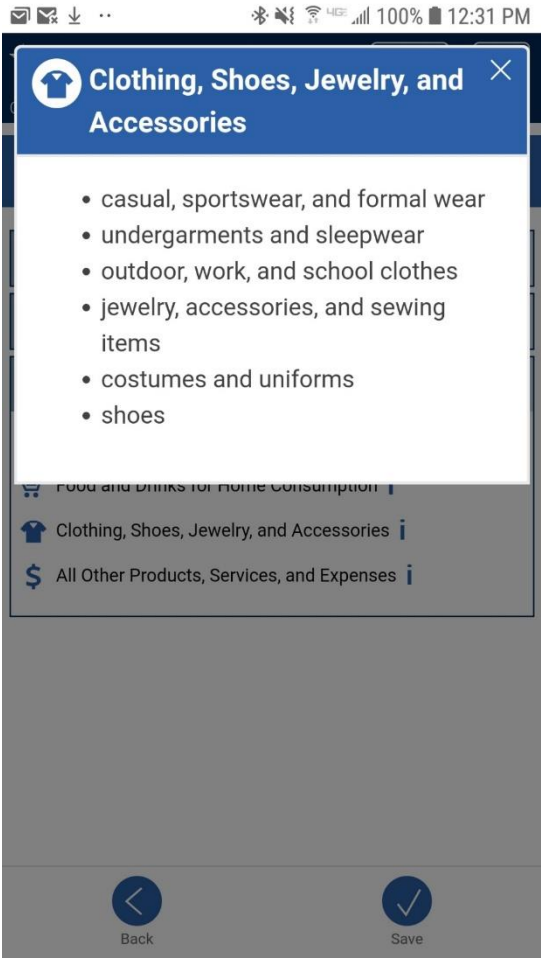 100% 12:31 PM
Clothing, Shoes, Jewelry, and
Accessories
• casual, sportswear, and formal wear
• undergarments and sleepwear
• outdoor, work, and school clothes
• jewelry, accessories, and sewing
items
• costumes and uniforms
• shoes
Food and Drinks for Home Consumption i
Clothing, Shoes, Jewelry, and Accessories i
$ All Other Products, Services, and Expenses i
Back
Save